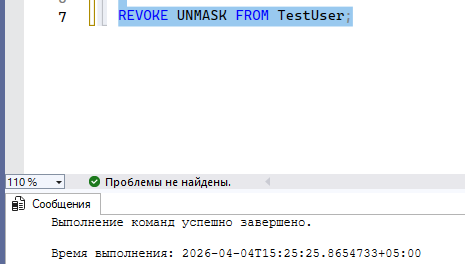 7 REVOKE UNMASK FROM TestUser;
110 % Проблемы не найдены.
Сообщения
Выполнение команд успешно завершено.
Время выполнения: 2026-04-04T15:25:25.8654733+05:00